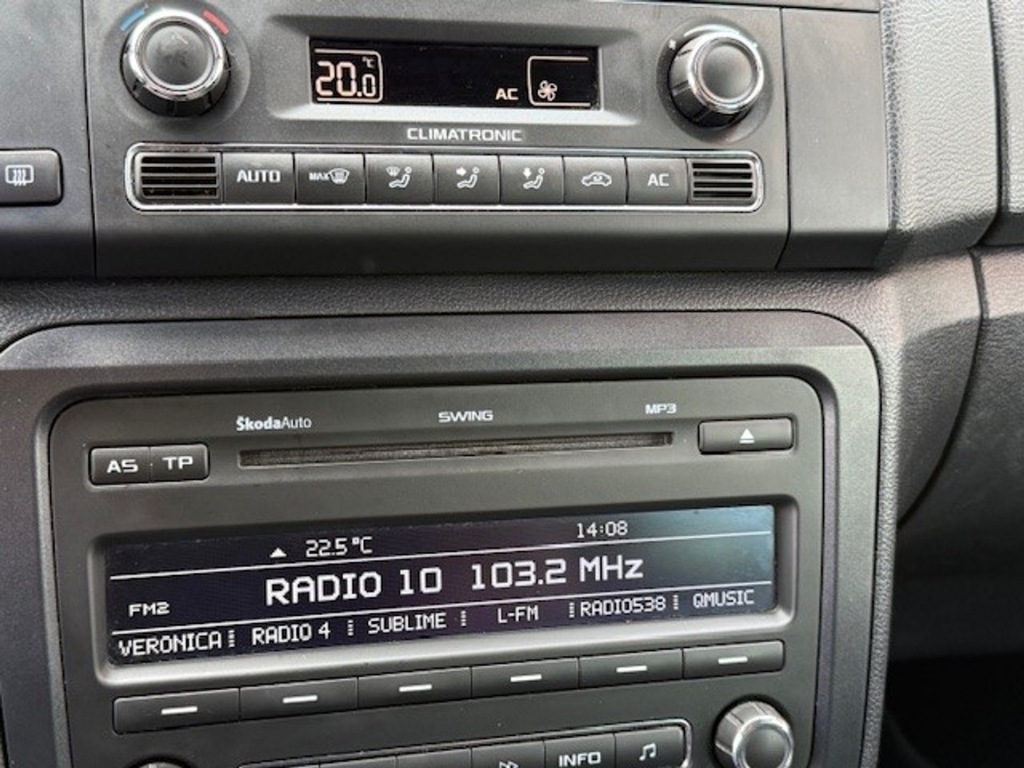 20.0 °C
AC
CLIMATRONIC
AUTO MAX AC
ŠkodaAuto SWING MP3
AS TP
22.5°C 14:08
RADIO 10 103.2 MHz
FM2
VERONICA RADIO 4 SUBLIME L-FM RADIO538 QMUSIC
INFO